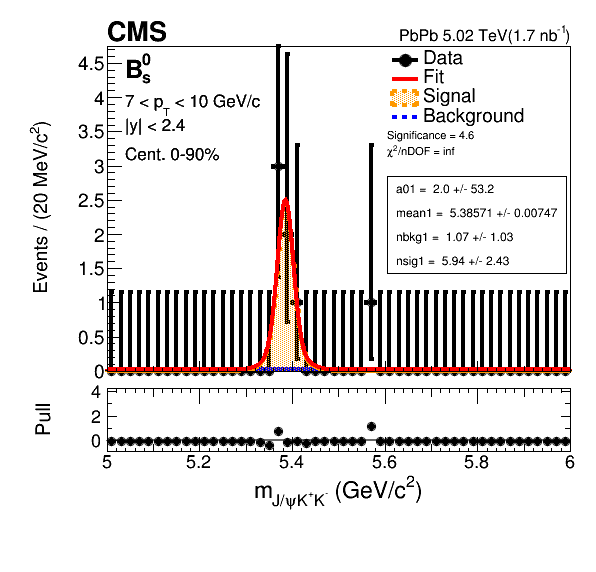 CMS
PbPb 5.02 TeV(1.7 nb⁻¹)
B⁰ₛ
7 < p_T < 10 GeV/c
|y| < 2.4
Cent. 0-90%
Data
Fit
Signal
Background
Significance = 4.6
χ²/nDOF = inf
a01 = 2.0 +/- 53.2
mean1 = 5.38571 +/- 0.00747
nbkg1 = 1.07 +/- 1.03
nsig1 = 5.94 +/- 2.43
Events / (20 MeV/c²)
4.5
4
3.5
3
2.5
2
1.5
1
0.5
0
Pull
4
2
0
5 5.2 5.4 5.6 5.8 6
m_J/ψK⁺K⁻ (GeV/c²)